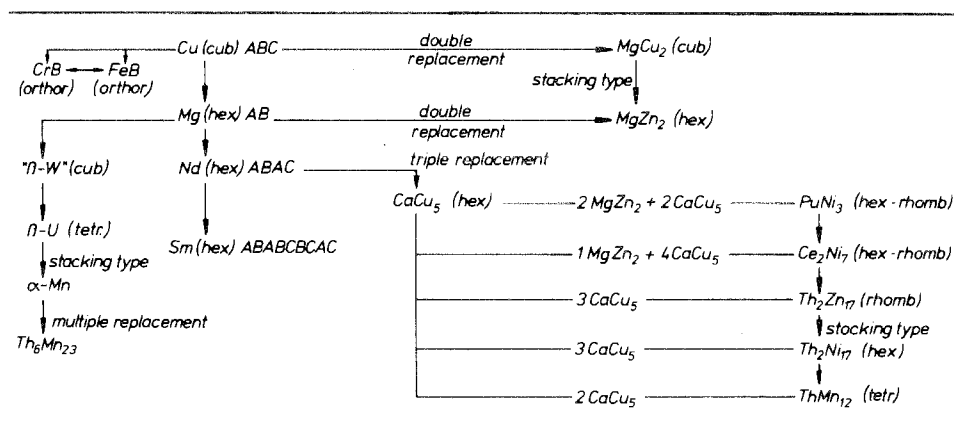 Cu (cub) ABC
double
replacement
MgCu2 (cub)
CrB
(orthor)
FeB
(orthor)
stacking type
Mg (hex) AB
double
replacement
MgZn2 (hex)
"β-W" (cub)
Nd (hex) ABAC
triple replacement
CaCu5 (hex)
2 MgZn2 + 2 CaCu5
PuNi3 (hex-rhomb)
β-U (tetr.)
Sm (hex) ABABCBCAC
1 MgZn2 + 4 CaCu5
Ce2Ni7 (hex-rhomb)
stacking type
α-Mn
3 CaCu5
Th2Zn17 (rhomb)
multiple replacement
stocking type
Th6Mn23
3 CaCu5
Th2Ni17 (hex)
2 CaCu5
ThMn12 (tetr)